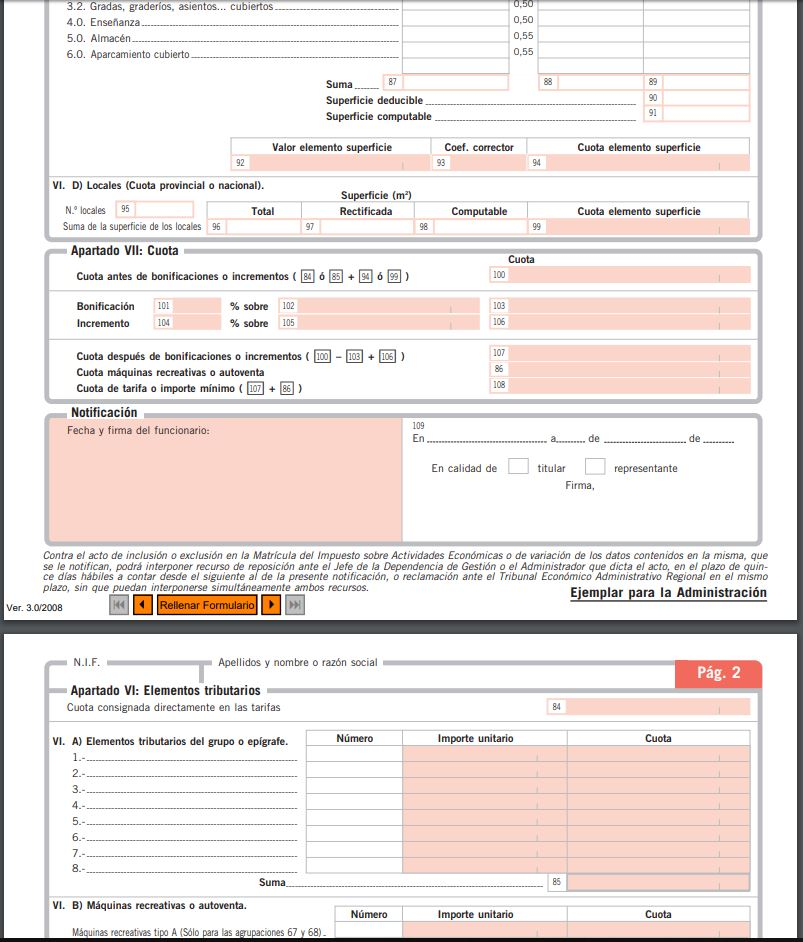 3.2. Gradas, graderíos, asientos... cubiertos
0,50
4.0. Enseñanza
0,50
5.0. Almacén
0,55
6.0. Aparcamiento cubierto
0,55
Suma 87 88 89
Superficie deducible 90
Superficie computable 91
Valor elemento superficie Coef. corrector Cuota elemento superficie
92 93 94
VI. D) Locales (Cuota provincial o nacional).
Superficie (m²)
N.º locales 95 Total Rectificada Computable Cuota elemento superficie
Suma de la superficie de los locales 96 97 98 99
Apartado VII: Cuota
Cuota
Cuota antes de bonificaciones o incrementos ( 84 ó 85 + 94 ó 99 ) 100
Bonificación 101 % sobre 102 103
Incremento 104 % sobre 105 106
Cuota después de bonificaciones o incrementos ( 100 – 103 + 106 ) 107
Cuota máquinas recreativas o autoventa 86
Cuota de tarifa o importe mínimo ( 107 + 86 ) 108
Notificación
Fecha y firma del funcionario:
109
En a de de
En calidad de titular representante
Firma,
Contra el acto de inclusión o exclusión en la Matrícula del Impuesto sobre Actividades Económicas o de variación de los datos contenidos en la misma, que
se le notifican, podrá interponer recurso de reposición ante el Jefe de la Dependencia de Gestión o el Administrador que dicta el acto, en el plazo de quin-
ce días hábiles a contar desde el siguiente al de la presente notificación, o reclamación ante el Tribunal Económico Administrativo Regional en el mismo
plazo, sin que puedan interponerse simultáneamente ambos recursos.
Ejemplar para la Administración
Ver. 3.0/2008
Rellenar Formulario
N.I.F. Apellidos y nombre o razón social
Pág. 2
Apartado VI: Elementos tributarios
Cuota consignada directamente en las tarifas 84
VI. A) Elementos tributarios del grupo o epígrafe. Número Importe unitario Cuota
1.-
2.-
3.-
4.-
5.-
6.-
7.-
8.-
Suma 85
VI. B) Máquinas recreativas o autoventa.
Número Importe unitario Cuota
Máquinas recreativas tipo A (Sólo para las agrupaciones 67 y 68)